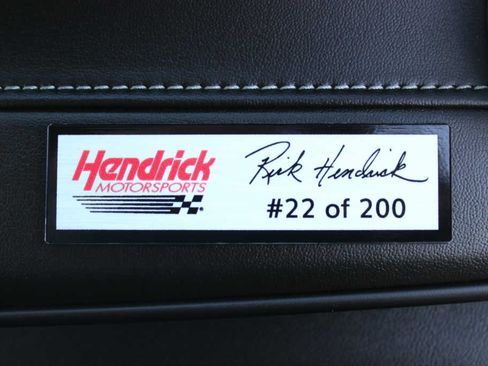 Hendrick
MOTORSPORTS
Rick Hendrick
#22 of 200